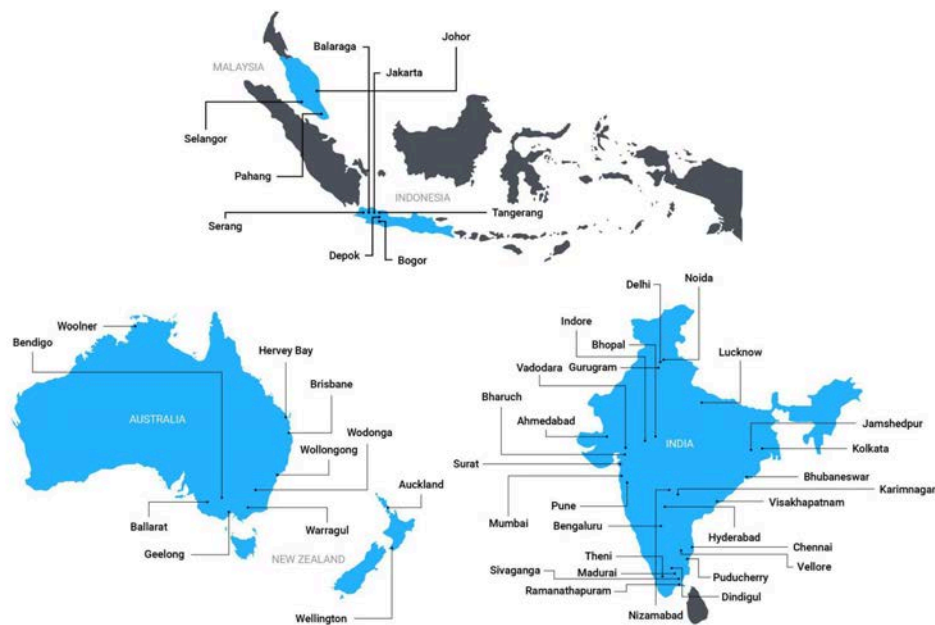 Johor
Balaraga
MALAYSIA
Jakarta
Selangor
Pahang
INDONESIA
Serang
Tangerang
Depok
Bogor
Woolner
Bendigo
Hervey Bay
Brisbane
AUSTRALIA
Wodonga
Wollongong
Auckland
Ballarat
Warragul
Geelong
NEW ZEALAND
Wellington
Delhi
Noida
Indore
Bhopal
Lucknow
Vadodara
Gurugram
Bharuch
Ahmedabad
Jamshedpur
INDIA
Kolkata
Surat
Bhubaneswar
Karimnagar
Pune
Visakhapatnam
Mumbai
Bengaluru
Hyderabad
Chennai
Theni
Vellore
Sivaganga
Madurai
Puducherry
Ramanathapuram
Dindigul
Nizamabad